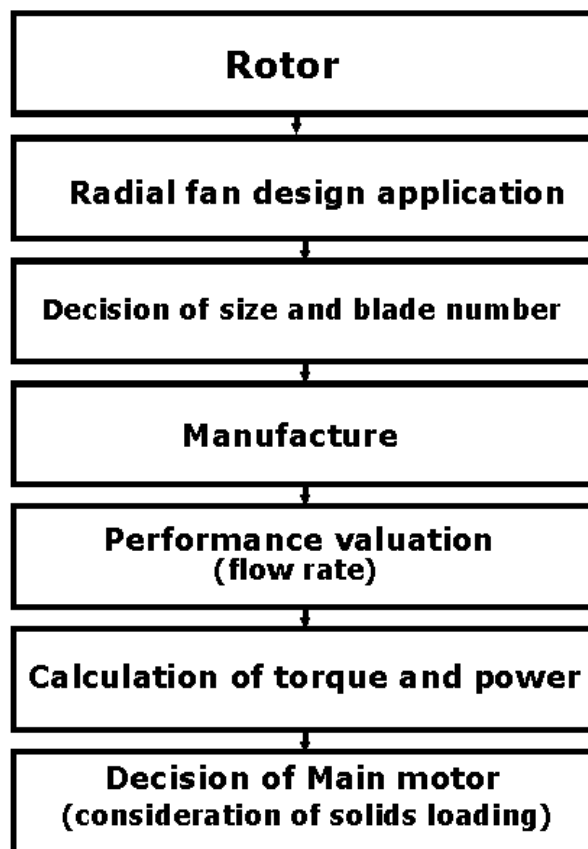 Rotor
Radial fan design application
Decision of size and blade number
Manufacture
Performance valuation
(flow rate)
Calculation of torque and power
Decision of Main motor
(consideration of solids loading)